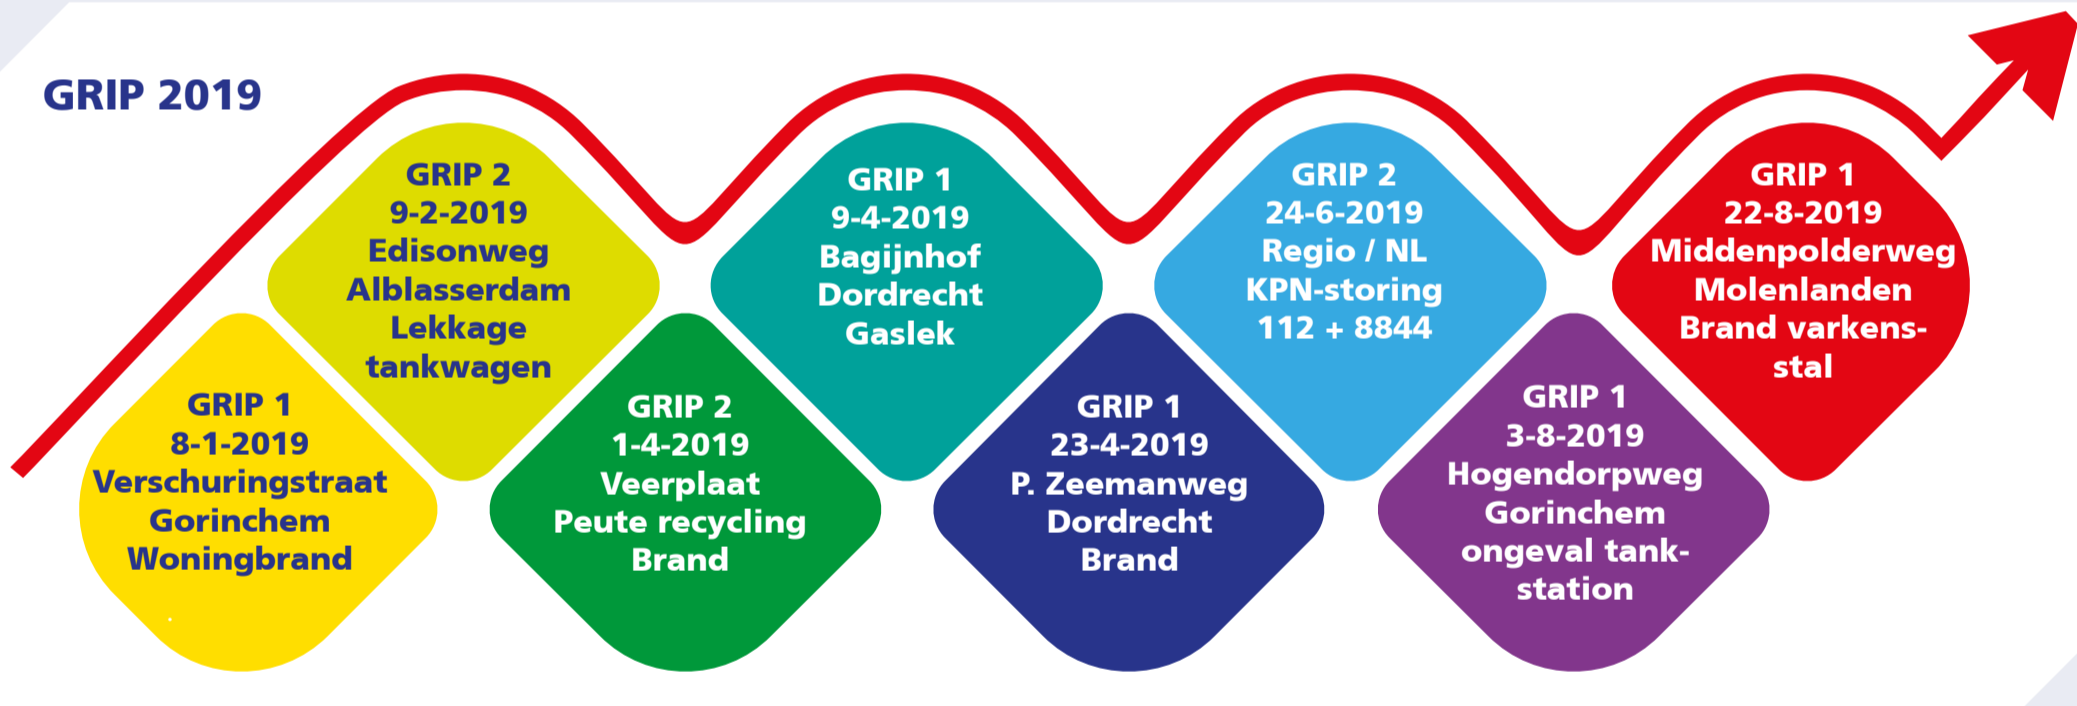 GRIP 2019
GRIP 1
8-1-2019
Verschuringstraat
Gorinchem
Woningbrand
GRIP 2
9-2-2019
Edisonweg
Alblasserdam
Lekkage
tankwagen
GRIP 2
1-4-2019
Veerplaat
Peute recycling
Brand
GRIP 1
9-4-2019
Bagijnhof
Dordrecht
Gaslek
GRIP 1
23-4-2019
P. Zeemanweg
Dordrecht
Brand
GRIP 2
24-6-2019
Regio / NL
KPN-storing
112 + 8844
GRIP 1
3-8-2019
Hogendorpweg
Gorinchem
ongeval tank-
station
GRIP 1
22-8-2019
Middenpolderweg
Molenlanden
Brand varkens-
stal